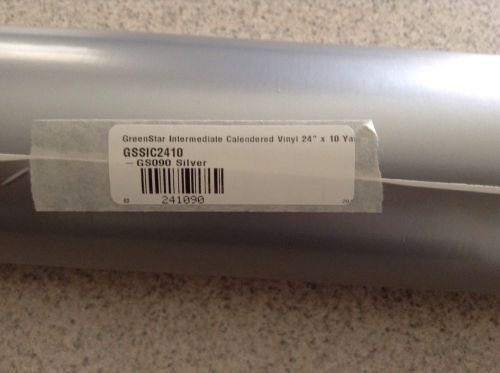 GreenStar Intermediate Calendered Vinyl 24" x 10 Ya
GSSIC2410
- GS090 Silver
241090